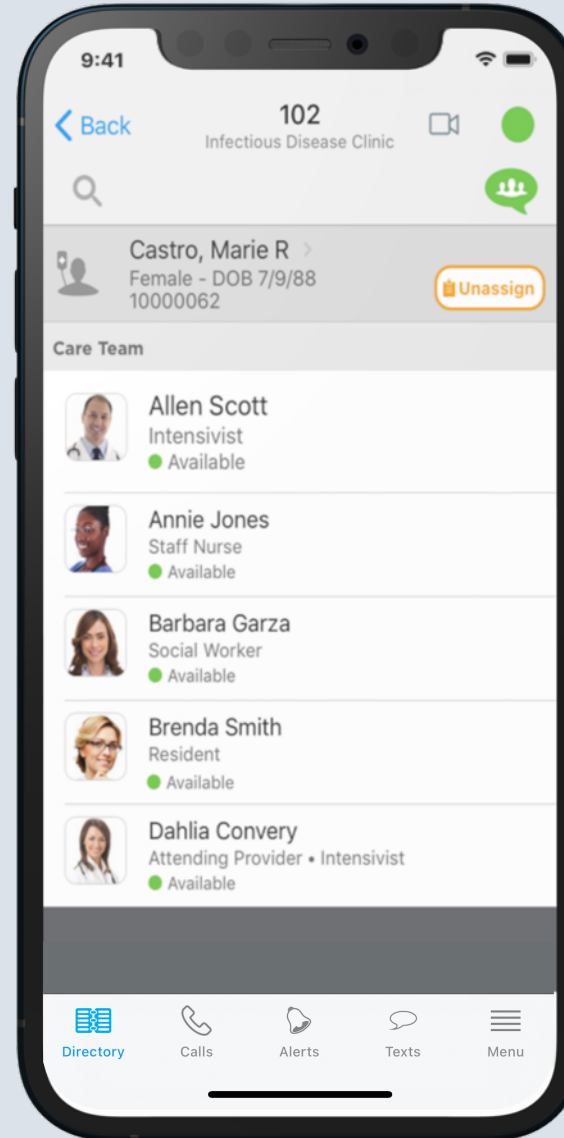 9:41
Back
102
Infectious Disease Clinic
Castro, Marie R
Female - DOB 7/9/88
10000062
Unassign
Care Team
Allen Scott
Intensivist
Available
Annie Jones
Staff Nurse
Available
Barbara Garza
Social Worker
Available
Brenda Smith
Resident
Available
Dahlia Convery
Attending Provider • Intensivist
Available
Directory
Calls
Alerts
Texts
Menu